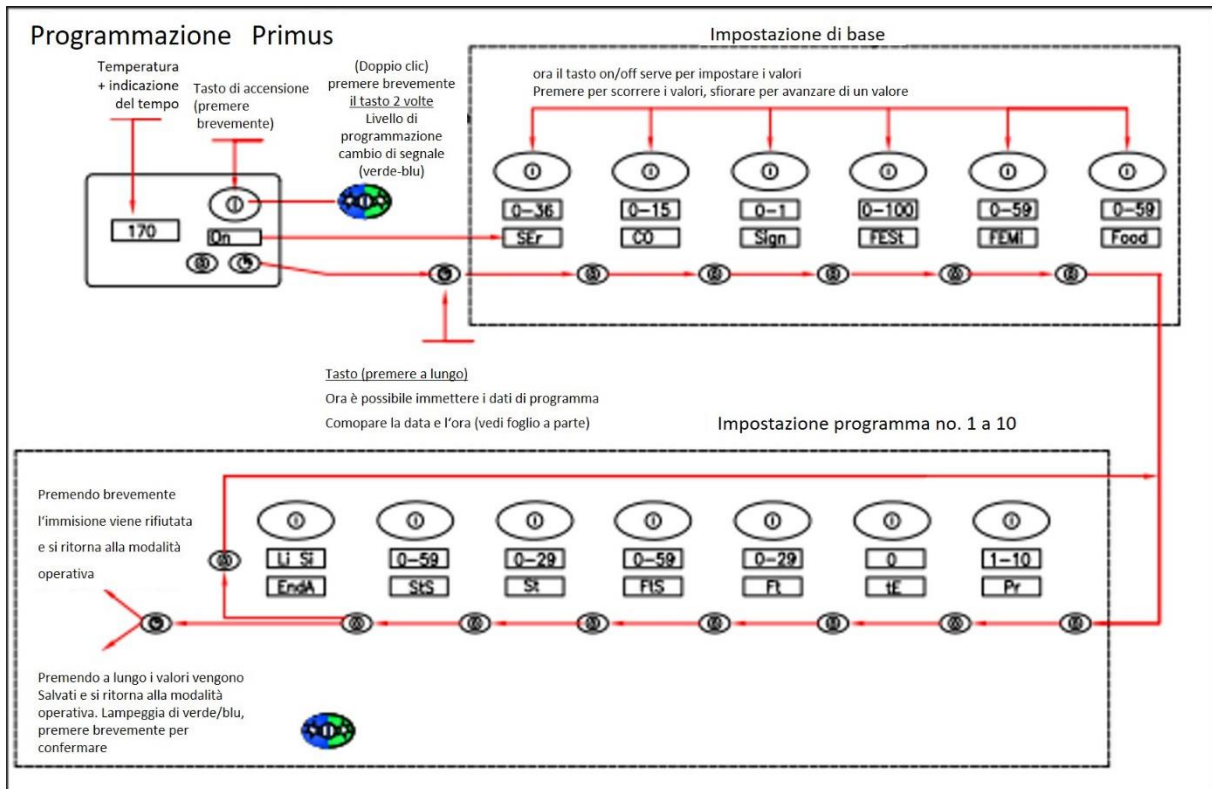 Programmazione Primus
Impostazione di base
Temperatura
+ indicazione
del tempo
Tasto di accensione
(premere
brevemente)
(Doppio clic)
premere brevemente
il tasto 2 volte
Livello di
programmazione
cambio di segnale
(verde-blu)
ora il tasto on/off serve per impostare i valori
Premere per scorrere i valori, sfiorare per avanzare di un valore
170
On
0-36
0-15
0-1
0-100
0-59
0-59
SEr
CO
Sign
FESt
FEMi
Food
Tasto (premere a lungo)
Ora è possibile immettere i dati di programma
Comopare la data e l'ora (vedi foglio a parte)
Impostazione programma no. 1 a 10
Premendo brevemente
l'immisione viene rifiutata
e si ritorna alla modalità
operativa
Li Si
0-59
0-29
0-59
0-29
0
1-10
EndA
StS
St
FtS
Ft
tE
Pr
Premendo a lungo i valori vengono
Salvati e si ritorna alla modalità
operativa. Lampeggia di verde/blu,
premere brevemente per
confermare